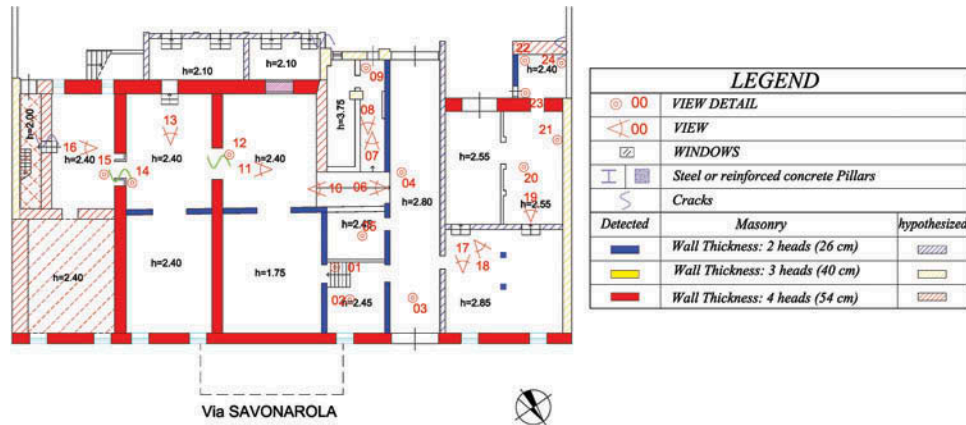 22
24
h=2.40
h=2.10
h=2.10
09
23
h=3.75
08
h=2.00
13
21
12
16
h=2.40
h=2.40
h=2.40
07
h=2.55
15
14
11
04
20
10
06
h=2.80
19
h=2.55
h=2.45
05
17
18
h=2.40
h=2.40
h=1.75
01
02
h=2.45
03
h=2.85
Via SAVONAROLA
LEGEND
00 VIEW DETAIL
00 VIEW
WINDOWS
Steel or reinforced concrete Pillars
Cracks
Detected Masonry hypothesized
Wall Thickness: 2 heads (26 cm)
Wall Thickness: 3 heads (40 cm)
Wall Thickness: 4 heads (54 cm)